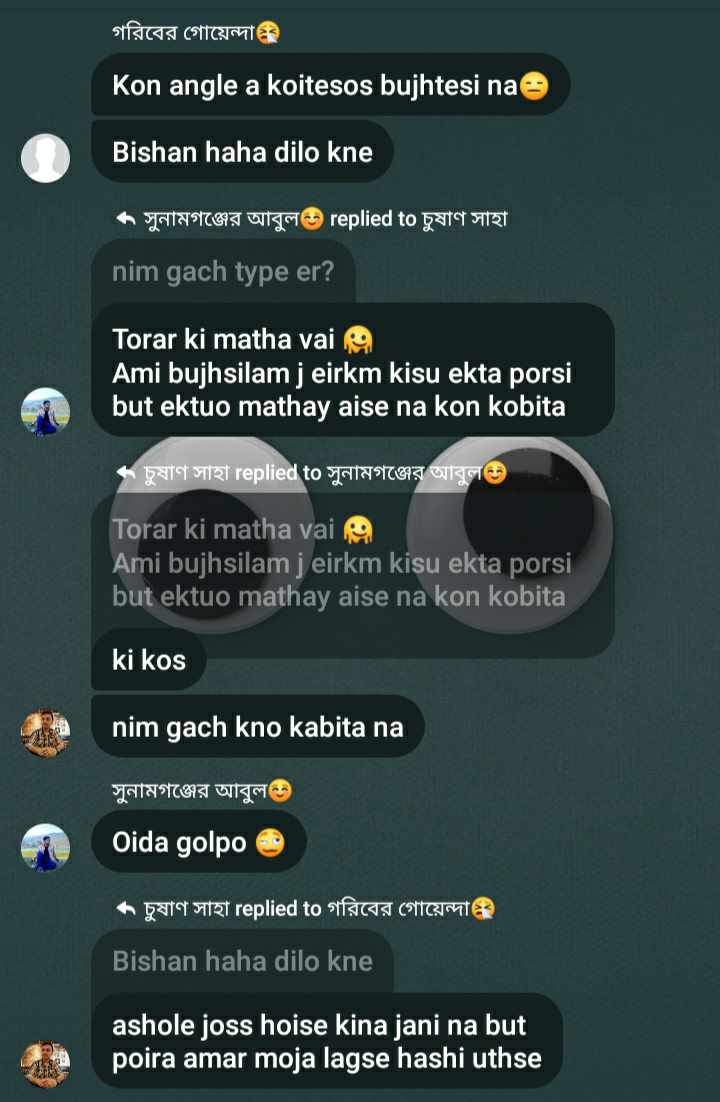 গরিবের গোয়েন্দা😤
Kon angle a koitesos bujhtesi na😑
Bishan haha dilo kne
সুনামগঞ্জের আবুল☺️ replied to চুষাণ সাহা
nim gach type er?
Torar ki matha vai 🫠
Ami bujhsilam j eirkm kisu ekta porsi
but ektuo mathay aise na kon kobita
চুষাণ সাহা replied to সুনামগঞ্জের আবুল☺️
Torar ki matha vai 🫠
Ami bujhsilam j eirkm kisu ekta porsi
but ektuo mathay aise na kon kobita
ki kos
nim gach kno kabita na
সুনামগঞ্জের আবুল☺️
Oida golpo 🙄
চুষাণ সাহা replied to গরিবের গোয়েন্দা😤
Bishan haha dilo kne
ashole joss hoise kina jani na but
poira amar moja lagse hashi uthse